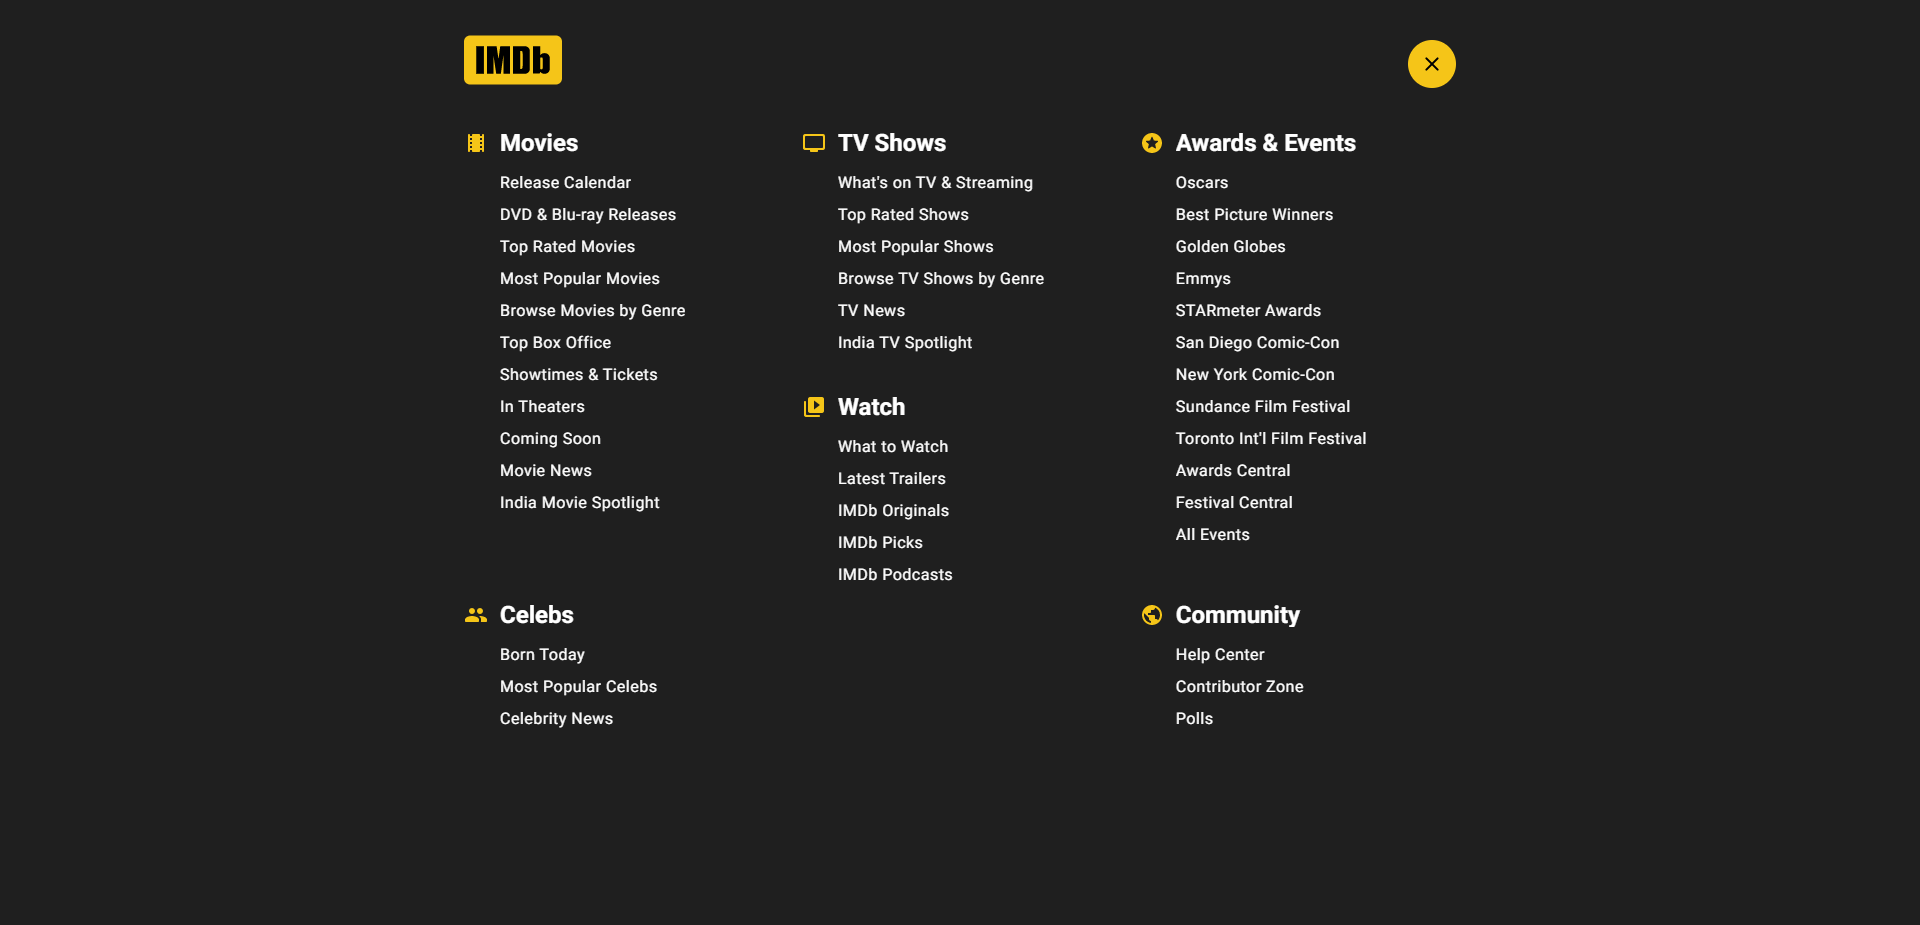 IMDb
Movies
Release Calendar
DVD & Blu-ray Releases
Top Rated Movies
Most Popular Movies
Browse Movies by Genre
Top Box Office
Showtimes & Tickets
In Theaters
Coming Soon
Movie News
India Movie Spotlight
TV Shows
What's on TV & Streaming
Top Rated Shows
Most Popular Shows
Browse TV Shows by Genre
TV News
India TV Spotlight
Watch
What to Watch
Latest Trailers
IMDb Originals
IMDb Picks
IMDb Podcasts
Awards & Events
Oscars
Best Picture Winners
Golden Globes
Emmys
STARmeter Awards
San Diego Comic-Con
New York Comic-Con
Sundance Film Festival
Toronto Int'l Film Festival
Awards Central
Festival Central
All Events
Celebs
Born Today
Most Popular Celebs
Celebrity News
Community
Help Center
Contributor Zone
Polls